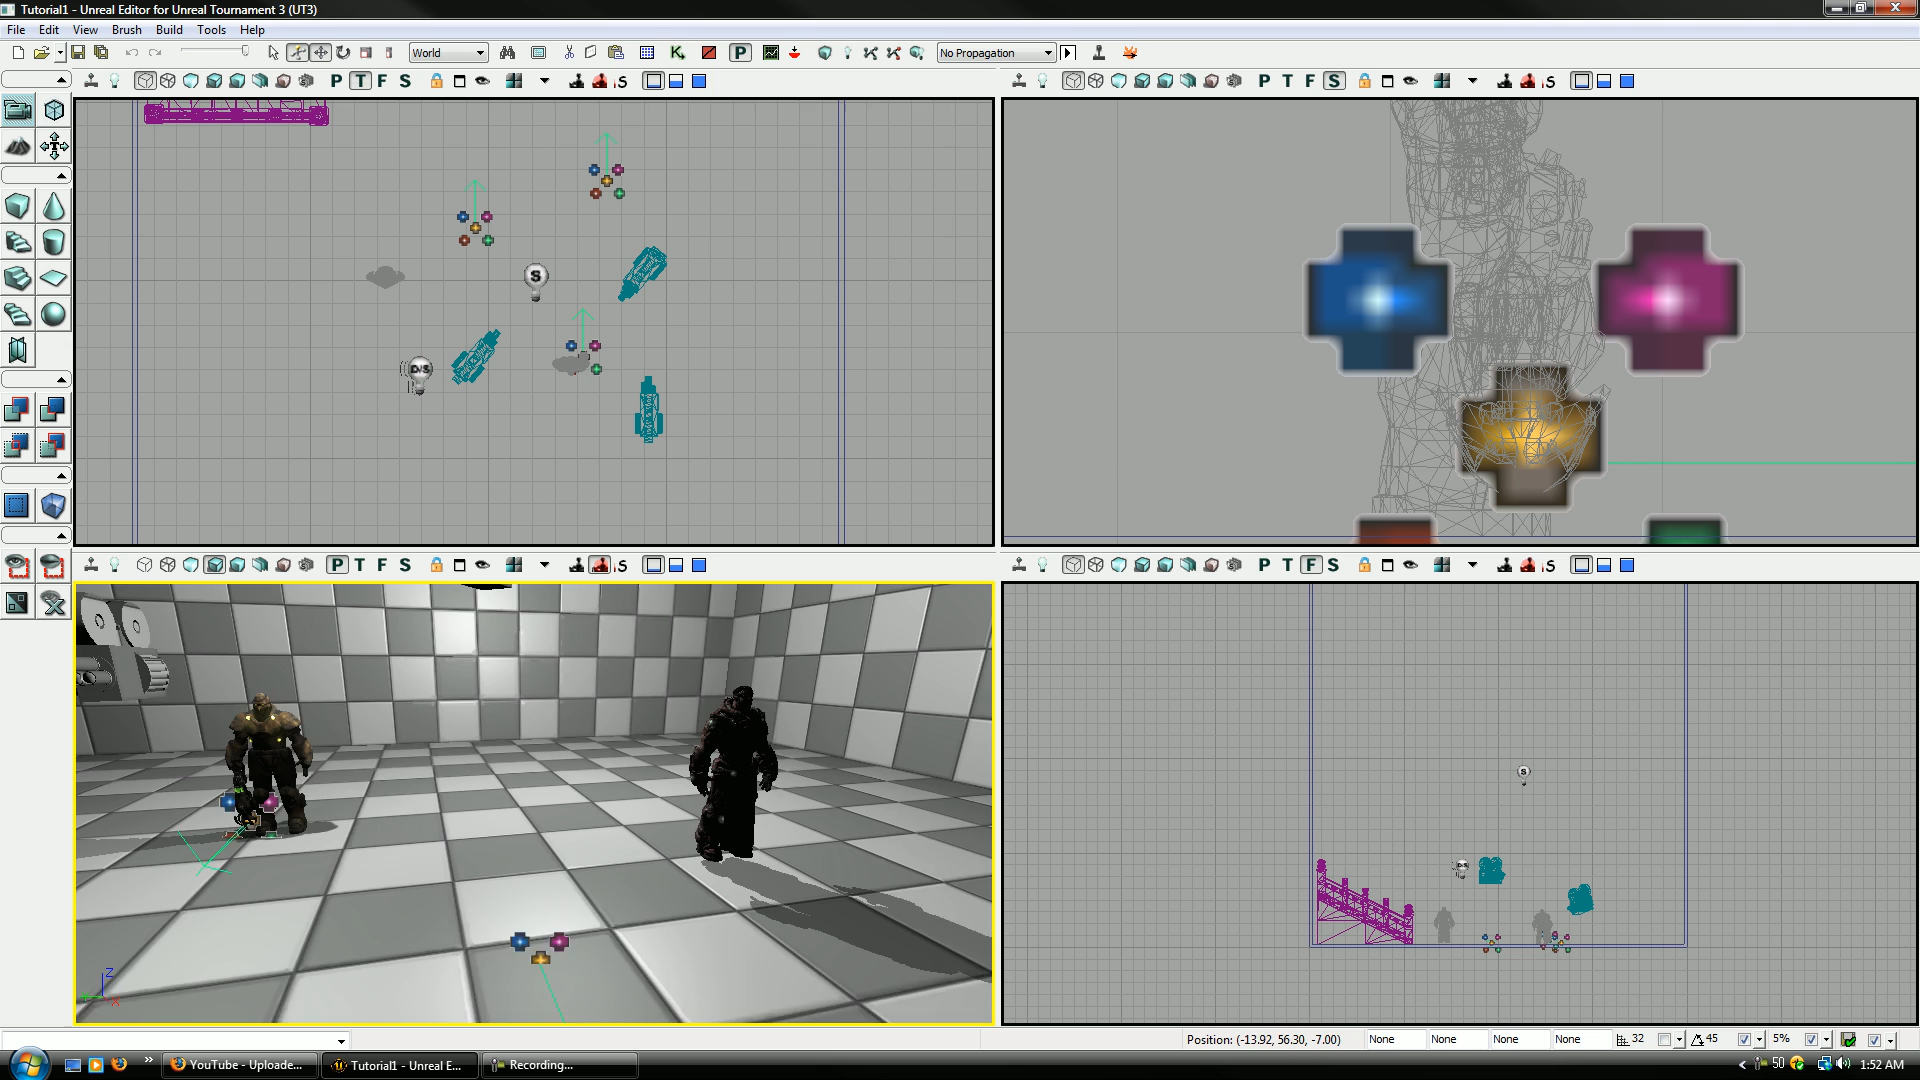 Tutorial1 - Unreal Editor for Unreal Tournament 3 (UT3)
File Edit View Brush Build Tools Help
World
K
P
No Propagation
P T F S
S
P T F S
S
S
D/S
P T F S
S
P T F S
S
Z
X
S
Position: (-13.92, 56.30, -7.00)
None
None
None
None
32
45
5%
YouTube - Uploade...
Tutorial1 - Unreal E...
Recording...
50
1:52 AM